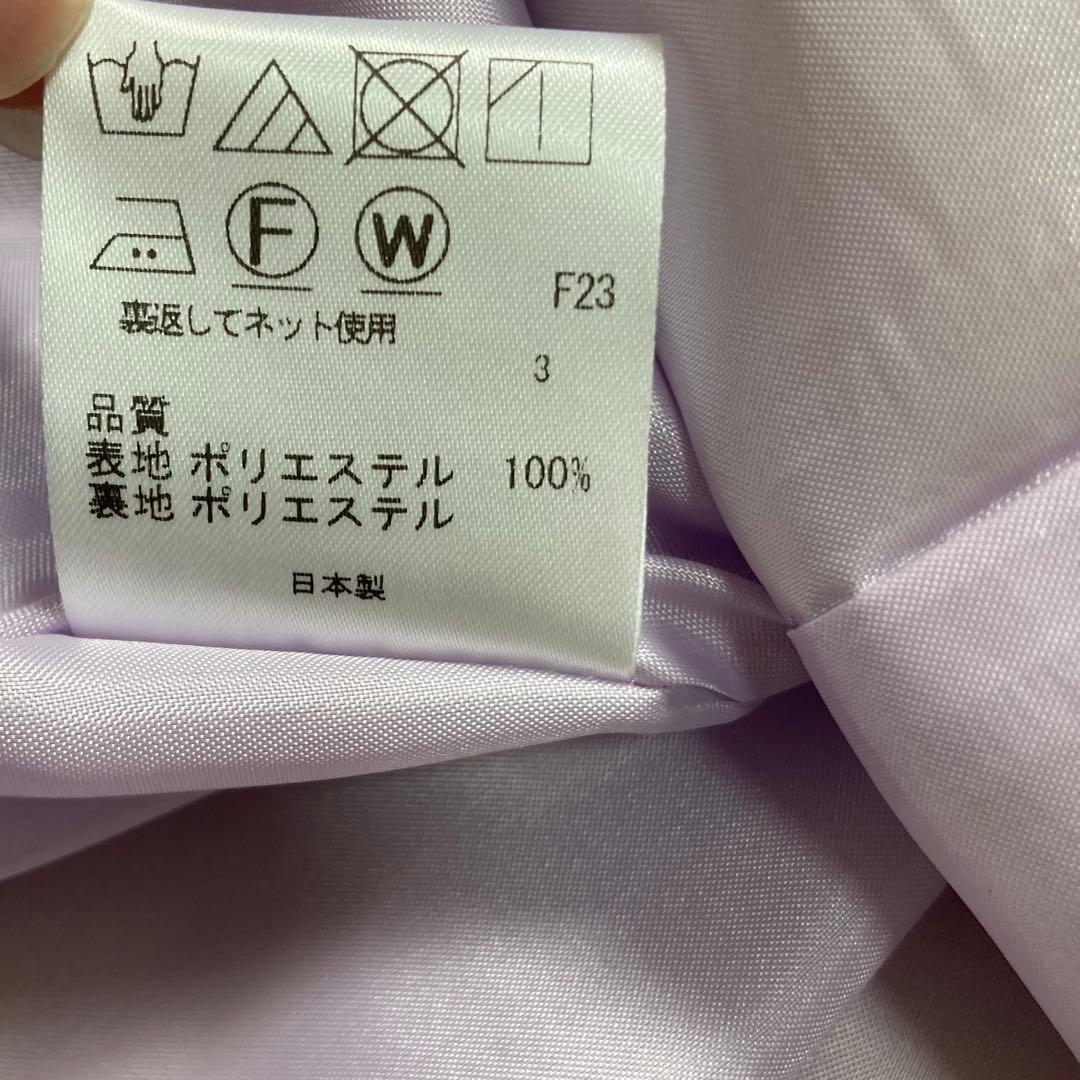 F W
F23
裏返してネット使用
3
品質
表地 ポリエステル 100%
裏地 ポリエステル
日本製